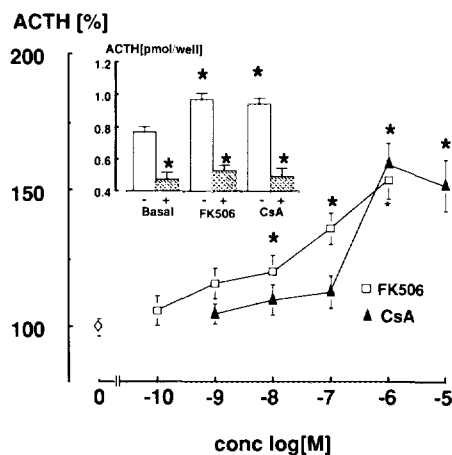 ACTH [%]
200
150
100
ACTH[pmol/well]
1.2
1.0
0.8
0.6
0.4
* * * * *
- + - + - +
Basal FK506 CsA
* * * *
*
FK506
CsA
0 -10 -9 -8 -7 -6 -5
conc log[M]